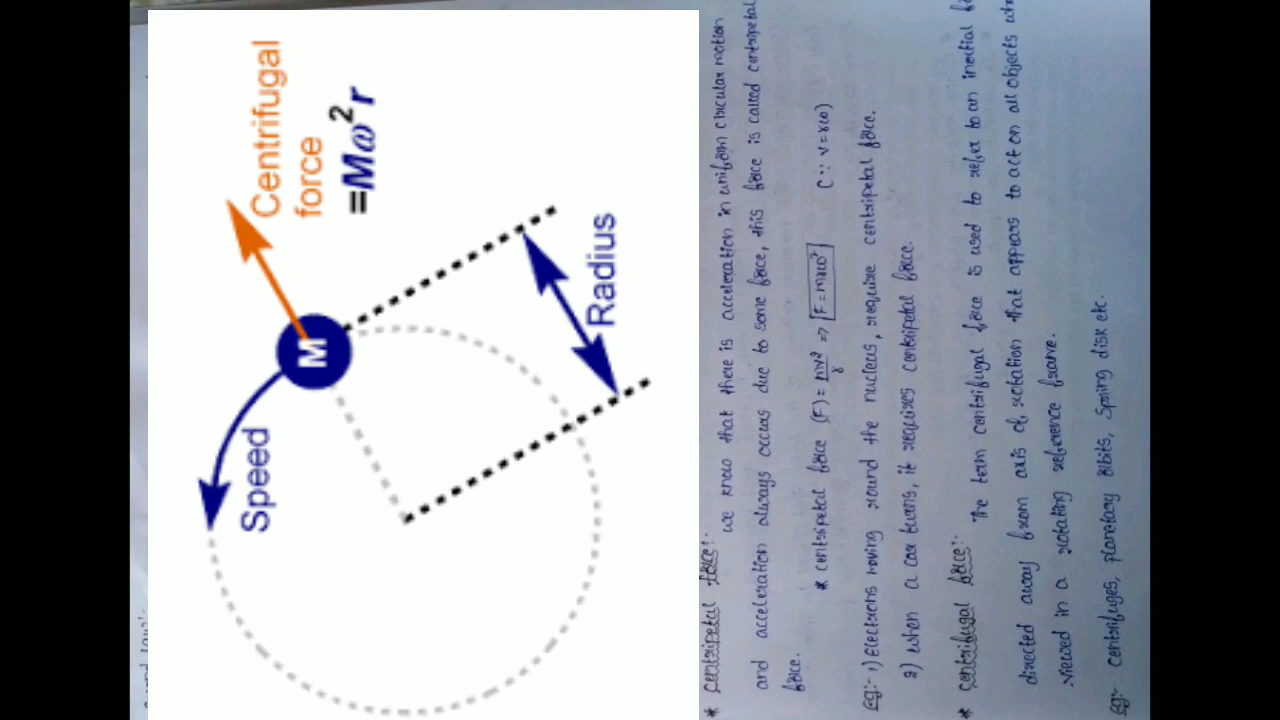 Centrifugal
force
=Mω²r
M
Speed
Radius
* centripetal force:-
we know that there is acceleration in uniform circular motion
and acceleration always occurs due to some force, this force is called centripetal
force.
* centripetal force (F) = mv²/r => F = mrω² (∵ v=rω)
eg:- 1) Electrons moving round the nucleus, require centripetal force.
2) when a car turns, it requires centripetal force.
* centrifugal force:-
The term centrifugal force is used to refer to an inertial
directed away from axis of rotation that appears to act on all objects
viewed in a rotating reference frame.
eg:- centrifuges, planetary orbits, spining disk etc.